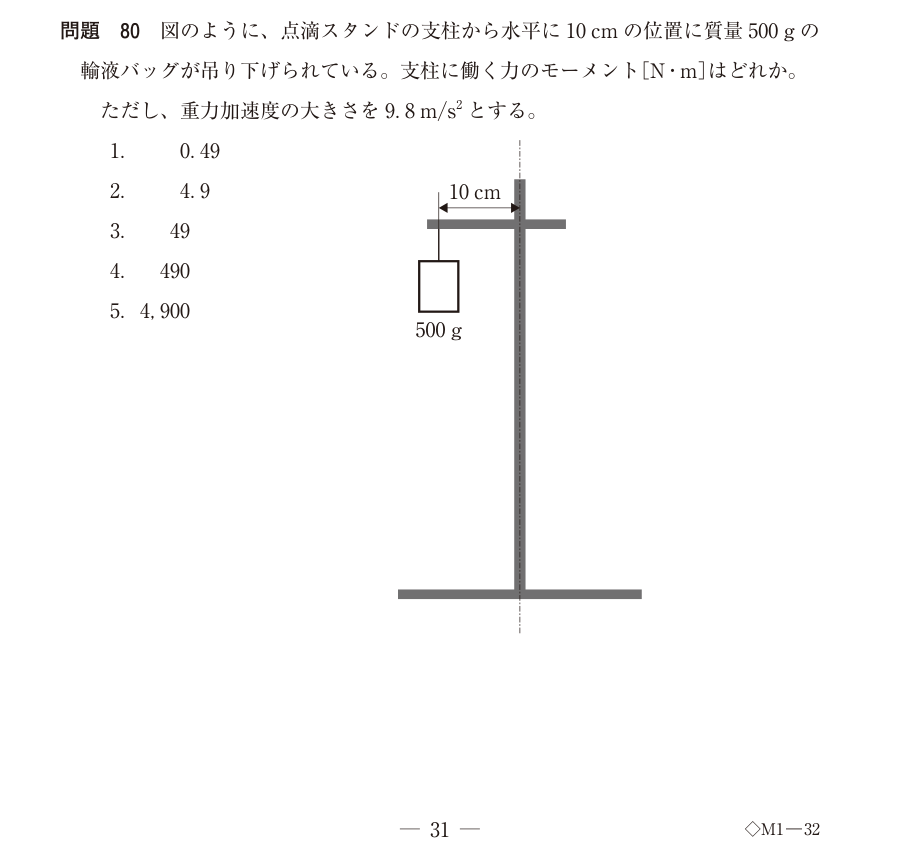 問題 80 図のように、点滴スタンドの支柱から水平に 10 cm の位置に質量 500 g の
輸液バッグが吊り下げられている。支柱に働く力のモーメント[N・m]はどれか。
ただし、重力加速度の大きさを 9.8 m/s² とする。
1. 0.49
2. 4.9
3. 49
4. 490
5. 4,900
10 cm
500 g
― 31 ―
◇M1―32